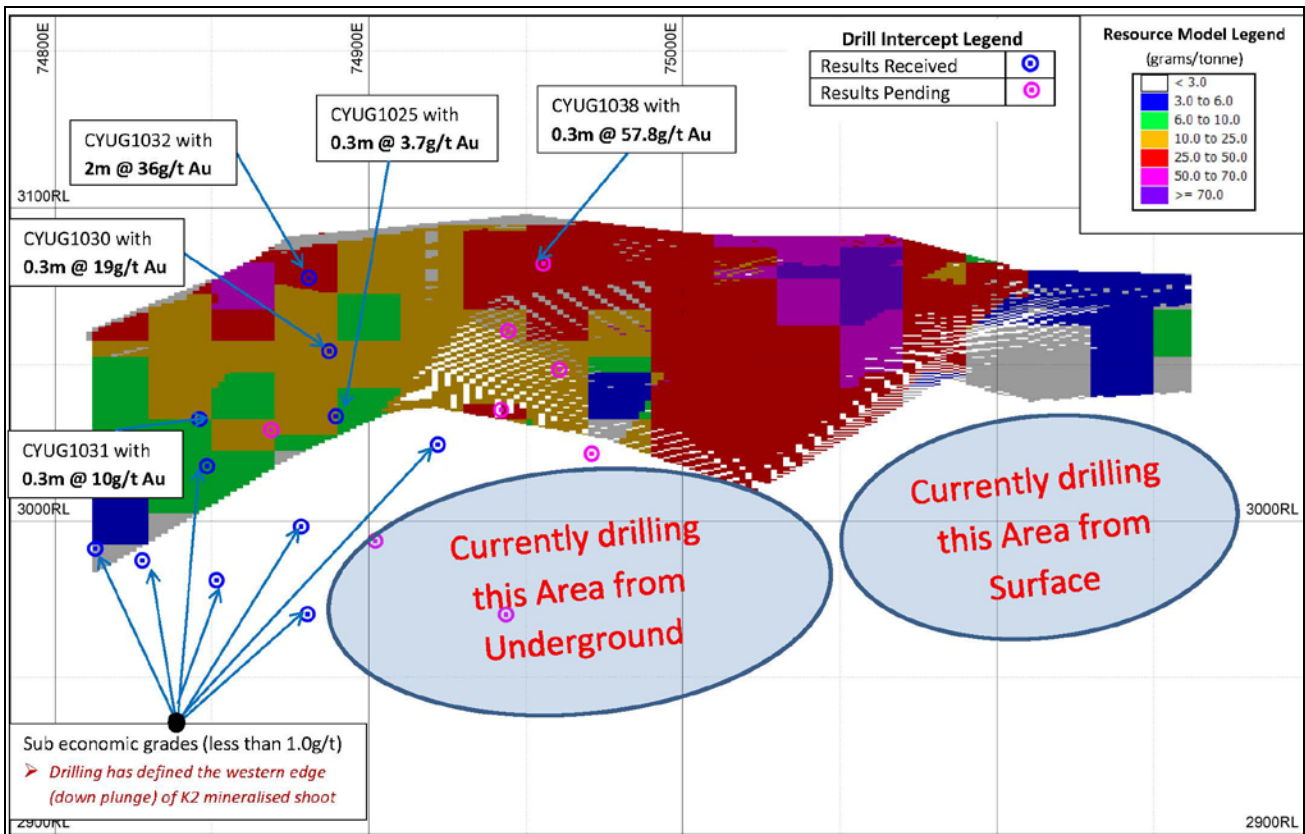 74800E
74900E
75000E
Drill Intercept Legend
Results Received
Results Pending
Resource Model Legend
(grams/tonne)
< 3.0
3.0 to 6.0
6.0 to 10.0
10.0 to 25.0
25.0 to 50.0
50.0 to 70.0
>= 70.0
CYUG1032 with
2m @ 36g/t Au
CYUG1025 with
0.3m @ 3.7g/t Au
CYUG1038 with
0.3m @ 57.8g/t Au
3100RL
3100RL
CYUG1030 with
0.3m @ 19g/t Au
CYUG1031 with
0.3m @ 10g/t Au
3000RL
Currently drilling
this Area from
Underground
Currently drilling
this Area from
Surface
Sub economic grades (less than 1.0g/t)
➢ Drilling has defined the western edge
(down plunge) of K2 mineralised shoot
2900RL
2900RL